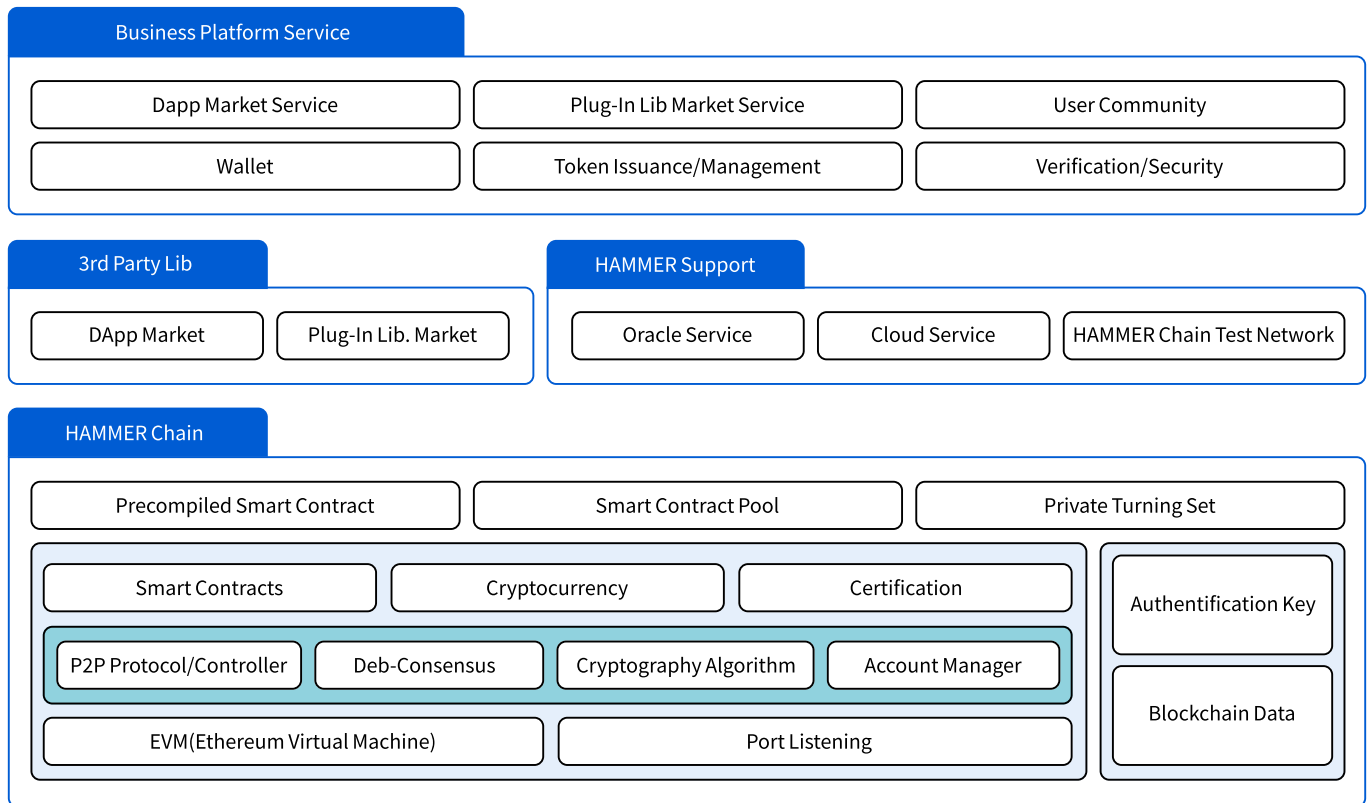 Business Platform Service
Dapp Market Service
Plug-In Lib Market Service
User Community
Wallet
Token Issuance/Management
Verification/Security
3rd Party Lib
DApp Market
Plug-In Lib. Market
HAMMER Support
Oracle Service
Cloud Service
HAMMER Chain Test Network
HAMMER Chain
Precompiled Smart Contract
Smart Contract Pool
Private Turning Set
Smart Contracts
Cryptocurrency
Certification
P2P Protocol/Controller
Deb-Consensus
Cryptography Algorithm
Account Manager
EVM(Ethereum Virtual Machine)
Port Listening
Authentification Key
Blockchain Data